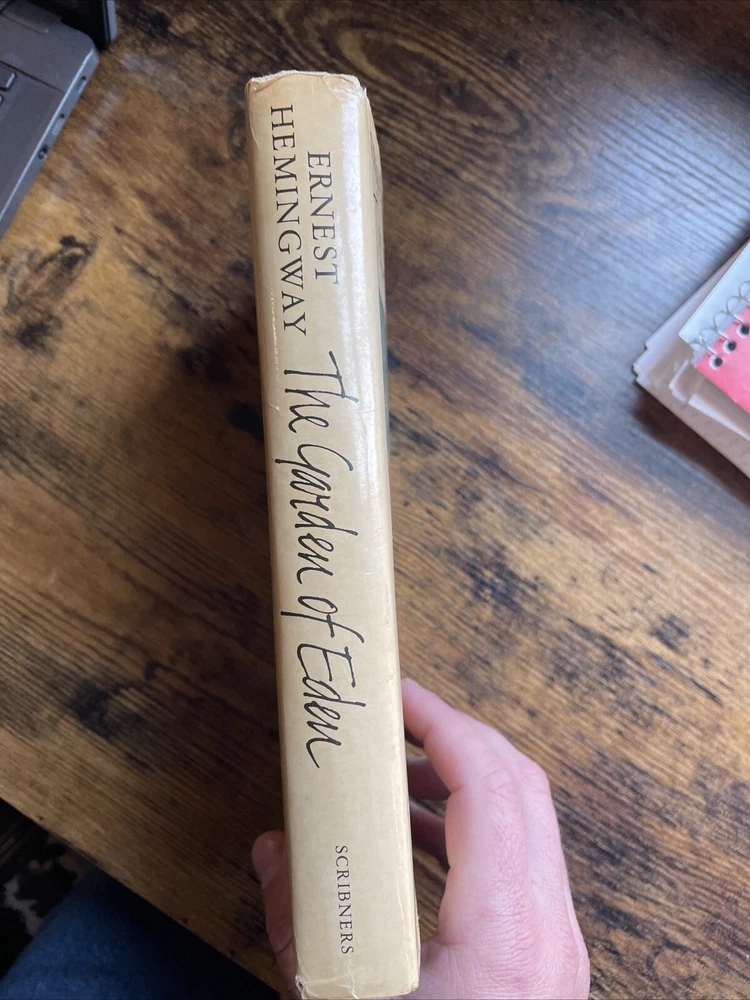 ERNEST
HEMINGWAY
The Garden of Eden
SCRIBNERS